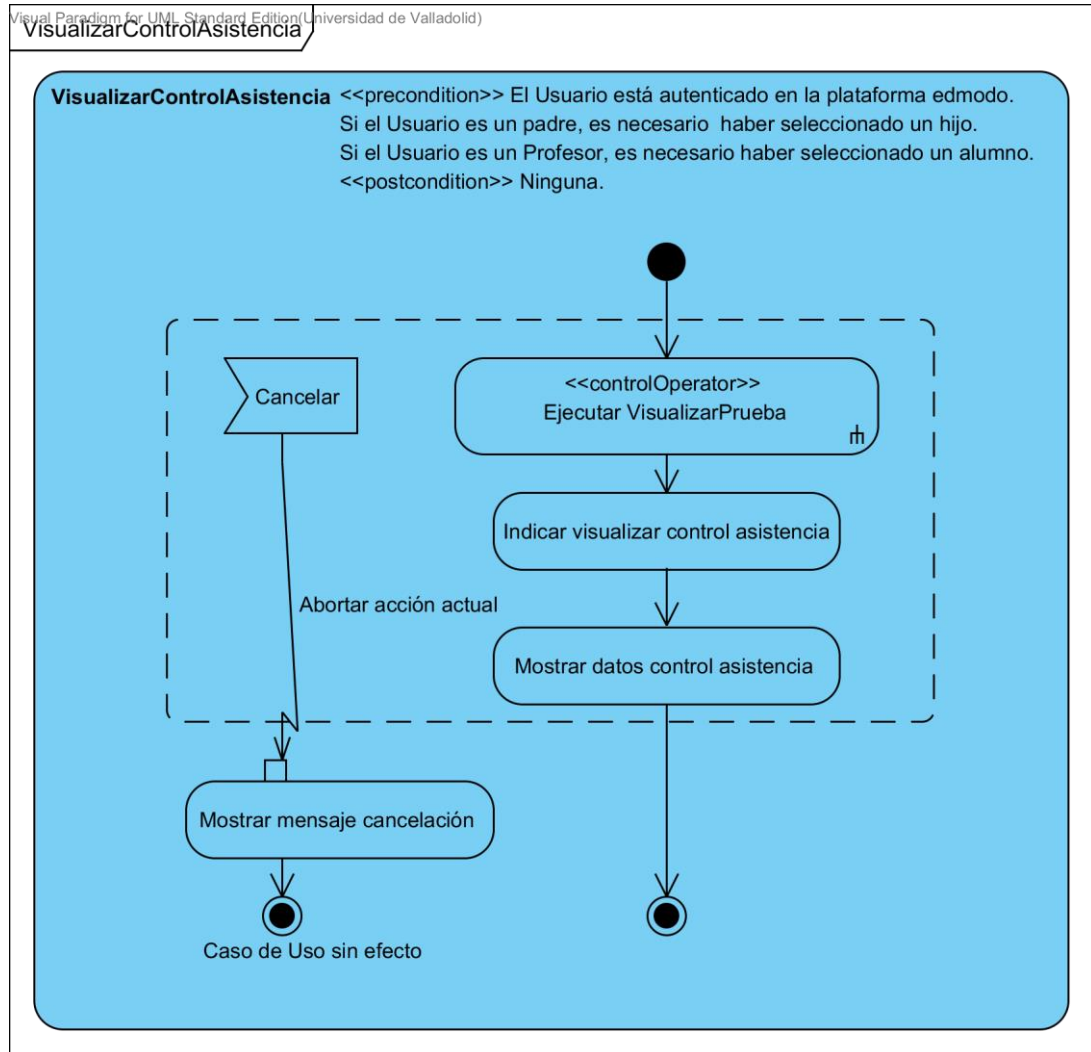 Visual Paradigm for UML Standard Edition(Universidad de Valladolid)
VisualizarControlAsistencia
VisualizarControlAsistencia <<precondition>> El Usuario está autenticado en la plataforma edmodo.
Si el Usuario es un padre, es necesario haber seleccionado un hijo.
Si el Usuario es un Profesor, es necesario haber seleccionado un alumno.
<<postcondition>> Ninguna.
Cancelar
<<controlOperator>>
Ejecutar VisualizarPrueba
Indicar visualizar control asistencia
Abortar acción actual
Mostrar datos control asistencia
Mostrar mensaje cancelación
Caso de Uso sin efecto